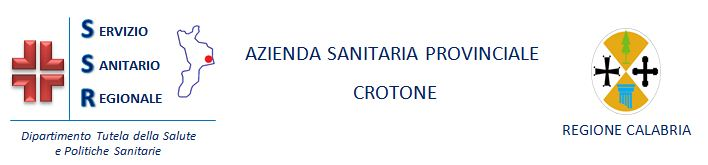 SERVIZIO
SANITARIO
REGIONALE
Dipartimento Tutela della Salute
e Politiche Sanitarie
AZIENDA SANITARIA PROVINCIALE
CROTONE
REGIONE CALABRIA